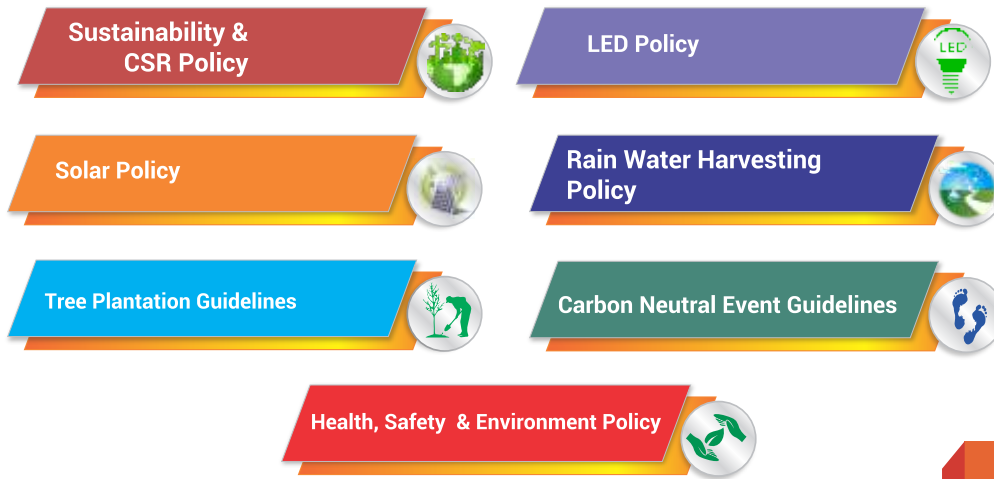 Sustainability &
CSR Policy
LED Policy
LED
Solar Policy
Rain Water Harvesting
Policy
Tree Plantation Guidelines
Carbon Neutral Event Guidelines
Health, Safety & Environment Policy